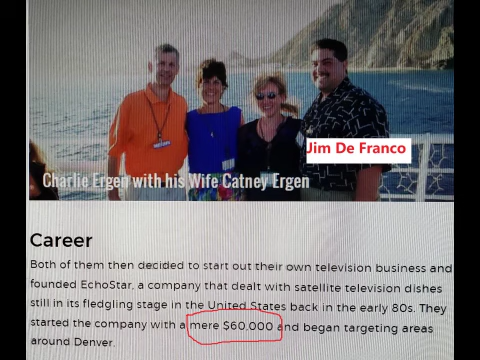 Jim De Franco
Charlie Ergen with his Wife Catney Ergen
Career
Both of them then decided to start out their own television business and
founded EchoStar, a company that dealt with satellite television dishes
still in its fledgling stage in the United States back in the early 80s. They
started the company with a mere $60,000 and began targeting areas
around Denver.